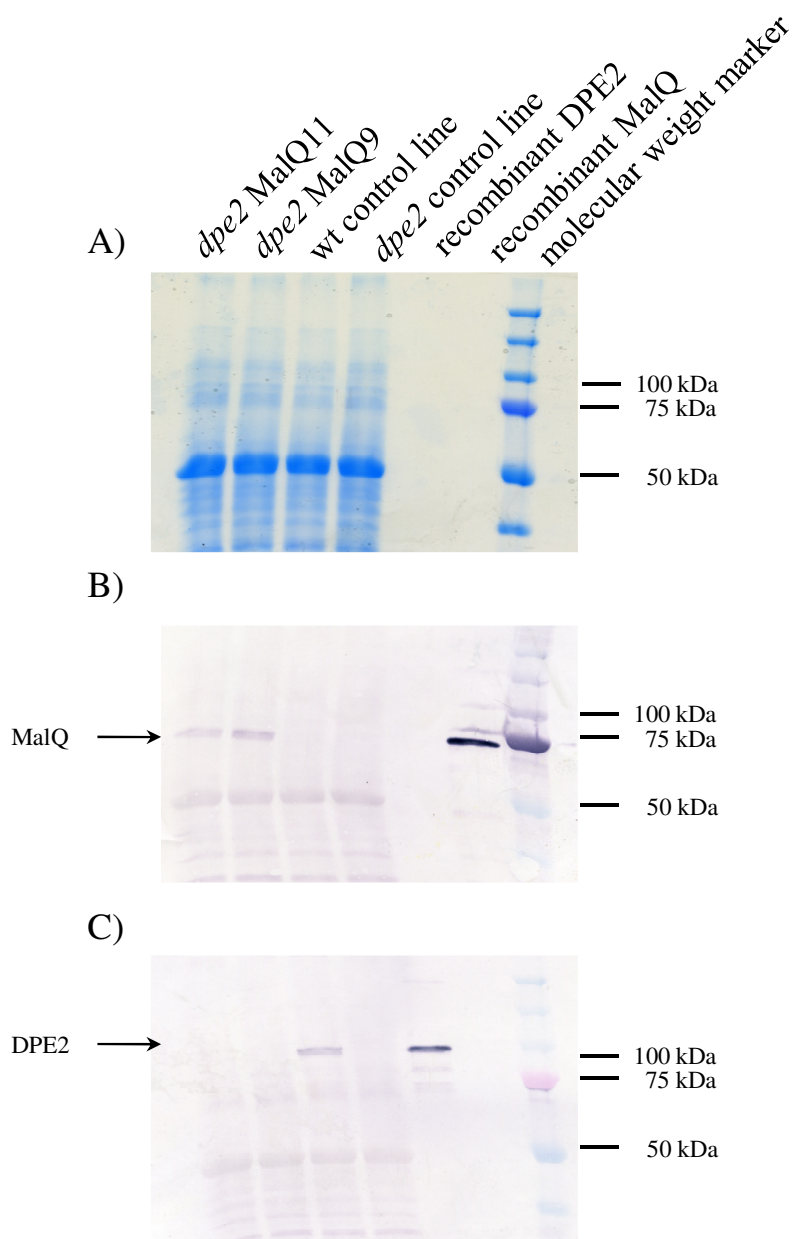 dpe2 MalQ11
dpe2 MalQ9
wt control line
dpe2 control line
recombinant DPE2
recombinant MalQ
molecular weight marker
A)
100 kDa
75 kDa
50 kDa
B)
MalQ
100 kDa
75 kDa
50 kDa
C)
DPE2
100 kDa
75 kDa
50 kDa